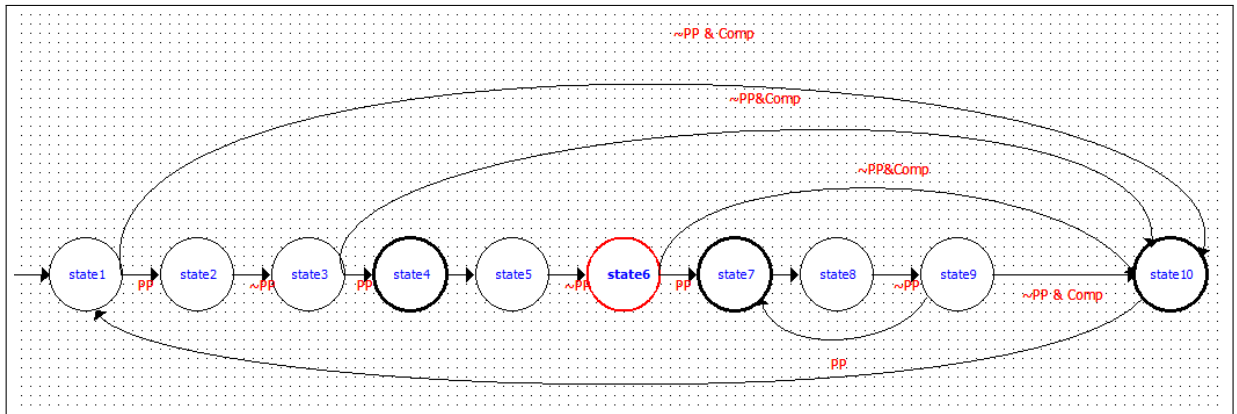 ~PP & Comp
~PP&Comp
~PP&Comp
state1
state2
state3
state4
state5
state6
state7
state8
state9
state10
PP
~PP
PP
~PP
PP
~PP
~PP & Comp
PP